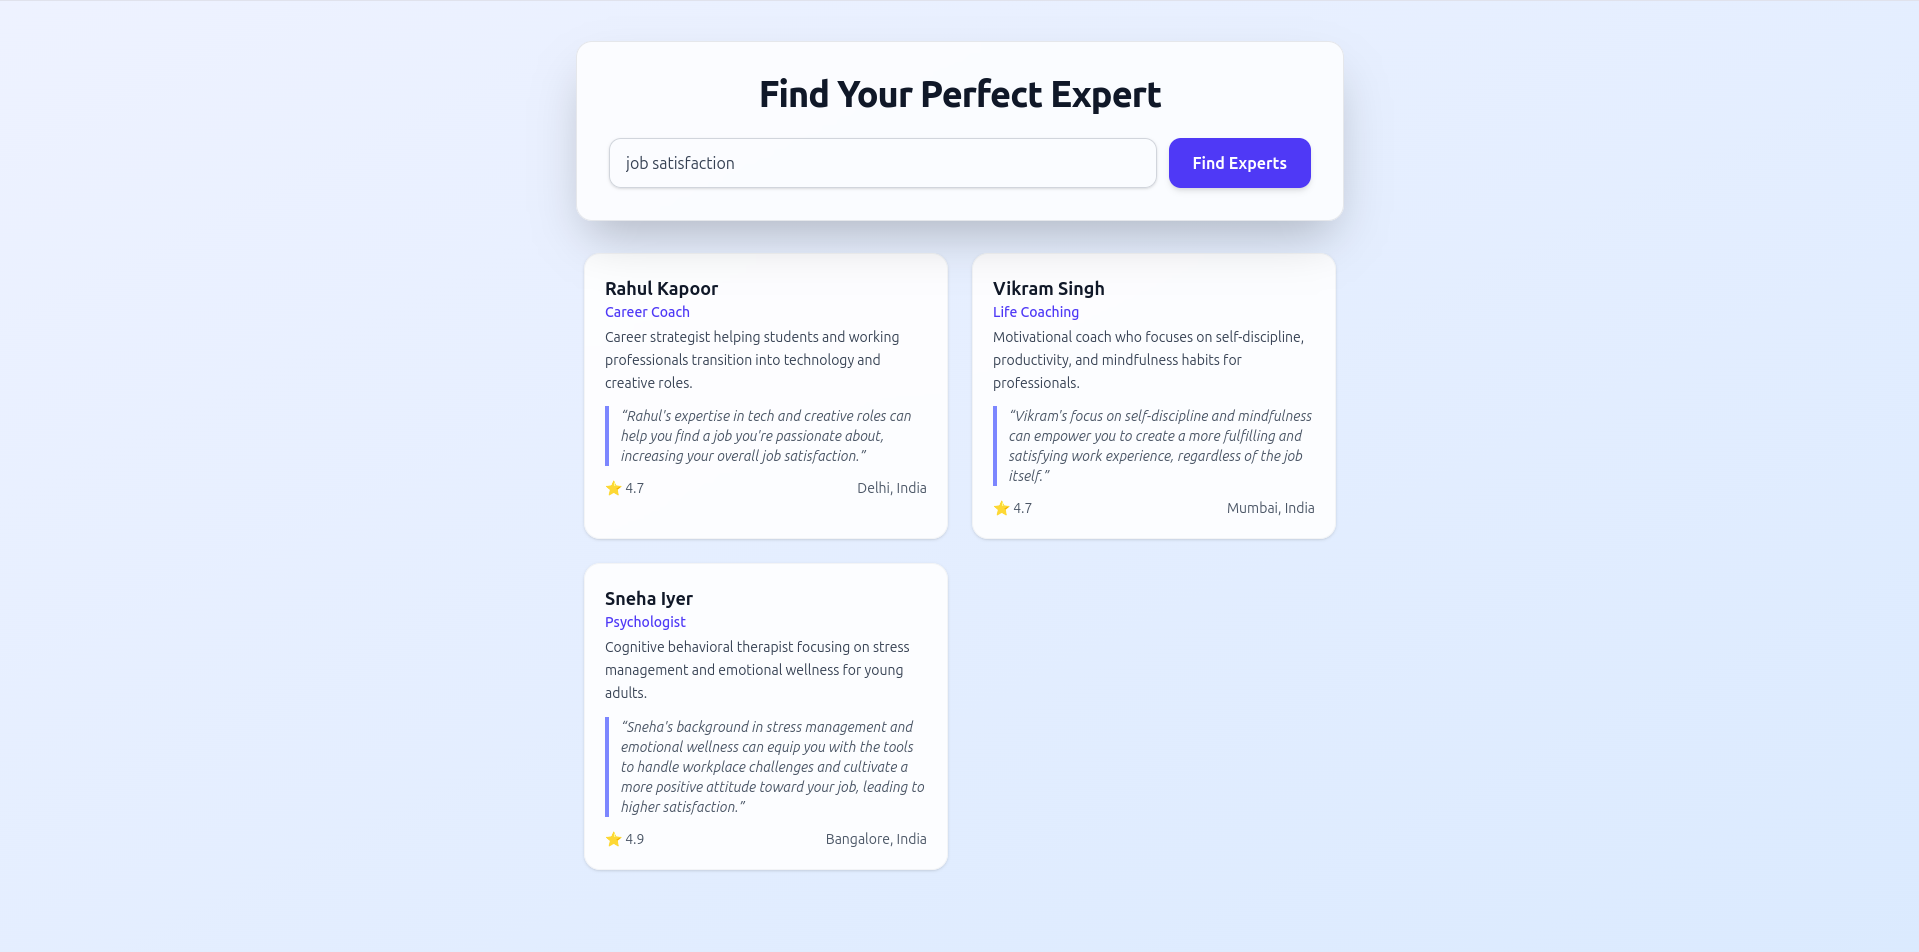 Find Your Perfect Expert
job satisfaction
Find Experts
Rahul Kapoor
Career Coach
Career strategist helping students and working
professionals transition into technology and
creative roles.
“Rahul's expertise in tech and creative roles can
help you find a job you're passionate about,
increasing your overall job satisfaction.”
⭐ 4.7
Delhi, India
Vikram Singh
Life Coaching
Motivational coach who focuses on self-discipline,
productivity, and mindfulness habits for
professionals.
“Vikram's focus on self-discipline and mindfulness
can empower you to create a more fulfilling and
satisfying work experience, regardless of the job
itself.”
⭐ 4.7
Mumbai, India
Sneha Iyer
Psychologist
Cognitive behavioral therapist focusing on stress
management and emotional wellness for young
adults.
“Sneha's background in stress management and
emotional wellness can equip you with the tools
to handle workplace challenges and cultivate a
more positive attitude toward your job, leading to
higher satisfaction.”
⭐ 4.9
Bangalore, India